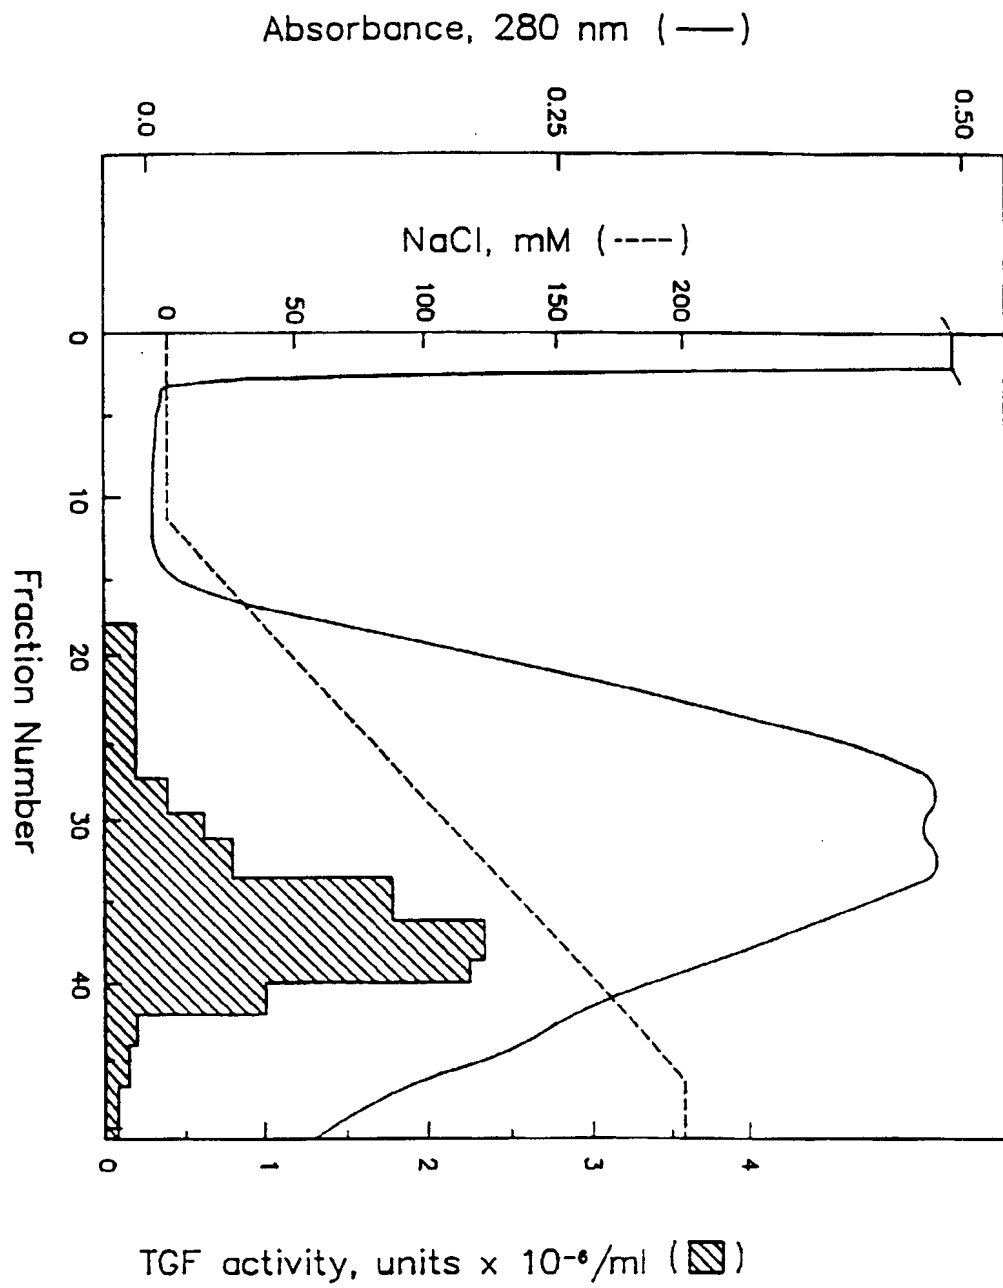 Absorbance, 280 nm (——)
0.0 0.25 0.50
NaCl, mM (-----)
0 50 100 150 200
0 10 20 30 40
Fraction Number
0 1 2 3 4
TGF activity, units x 10⁻⁶/ml ( )